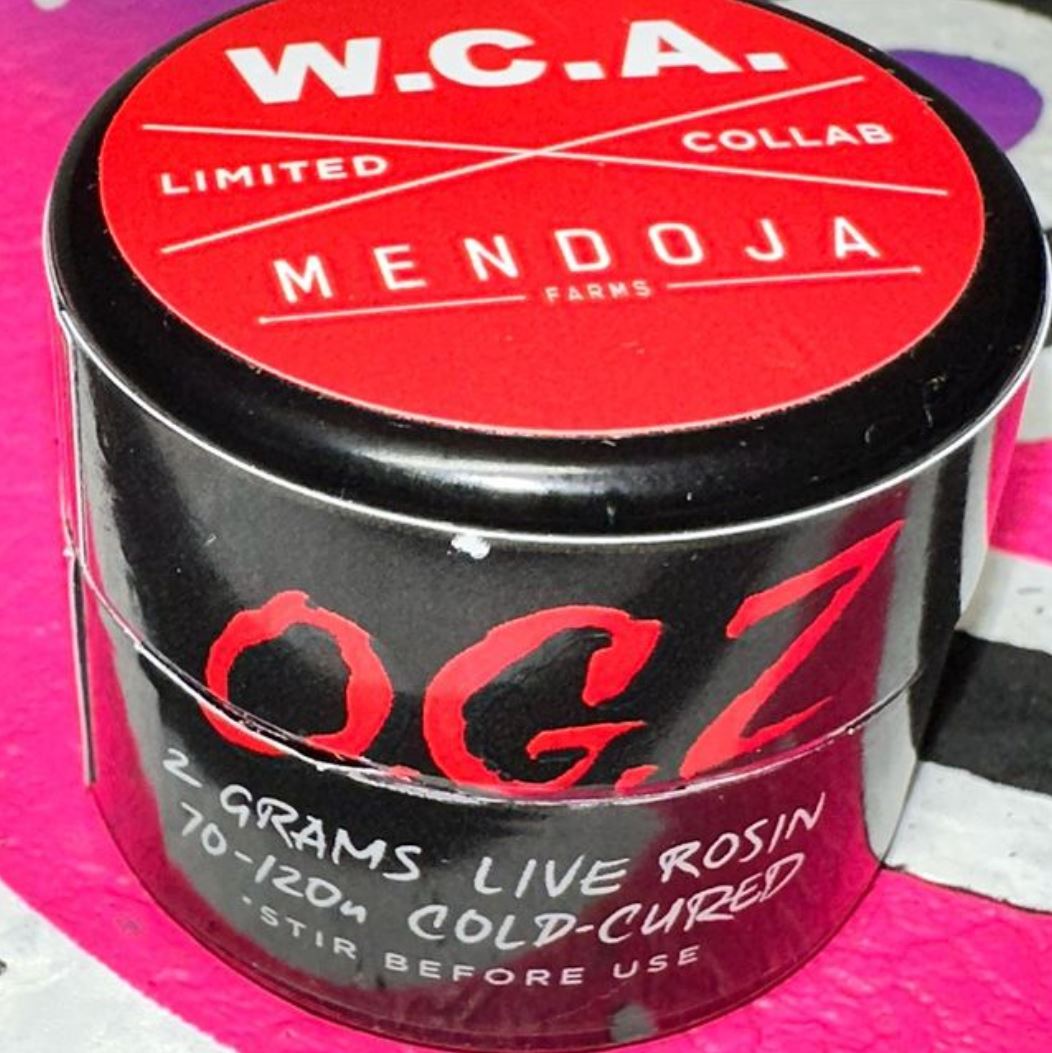 W.C.A.
LIMITED COLLAB
MENDOJA
FARMS
O.G.Z
2 GRAMS LIVE ROSIN
70-120u COLD-CURED
*STIR BEFORE USE